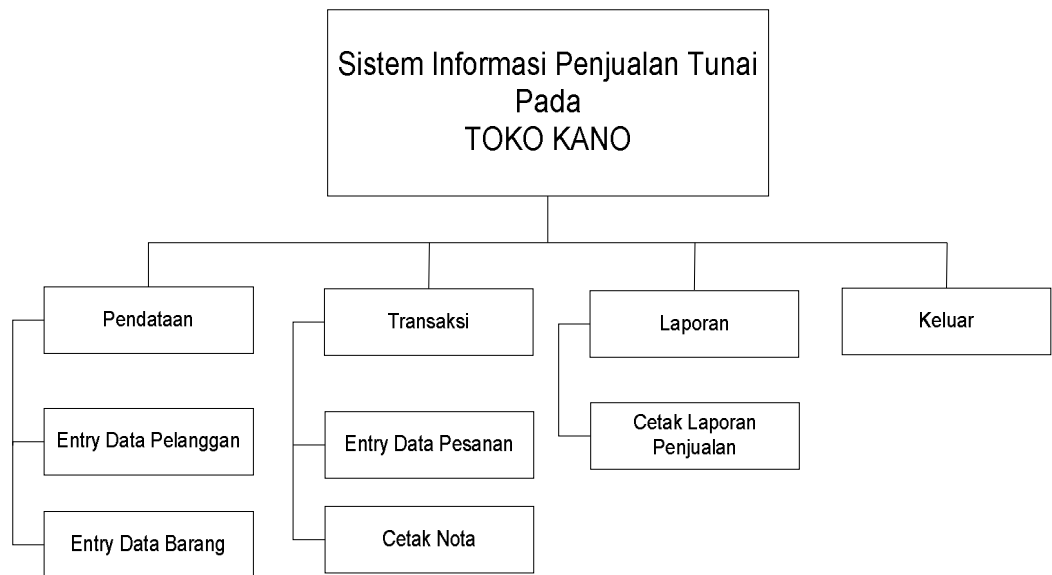 Sistem Informasi Penjualan Tunai
Pada
TOKO KANO
Pendataan
Transaksi
Laporan
Keluar
Entry Data Pelanggan
Entry Data Pesanan
Cetak Laporan
Penjualan
Entry Data Barang
Cetak Nota